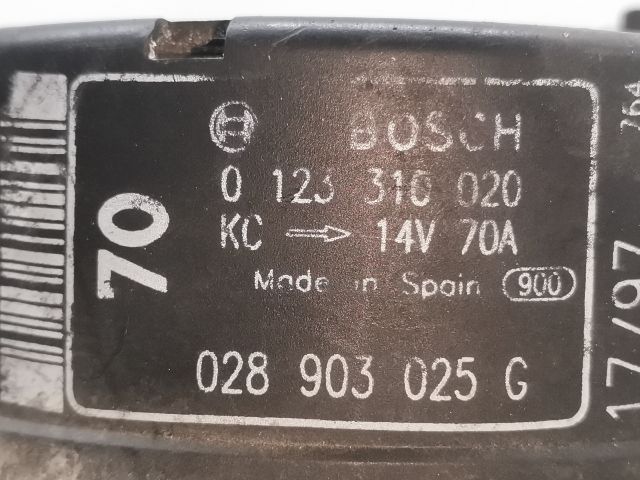 70
BOSCH
0 123 310 020
KC → 14V 70A
Made in Spain 900
028 903 025 G
17/97